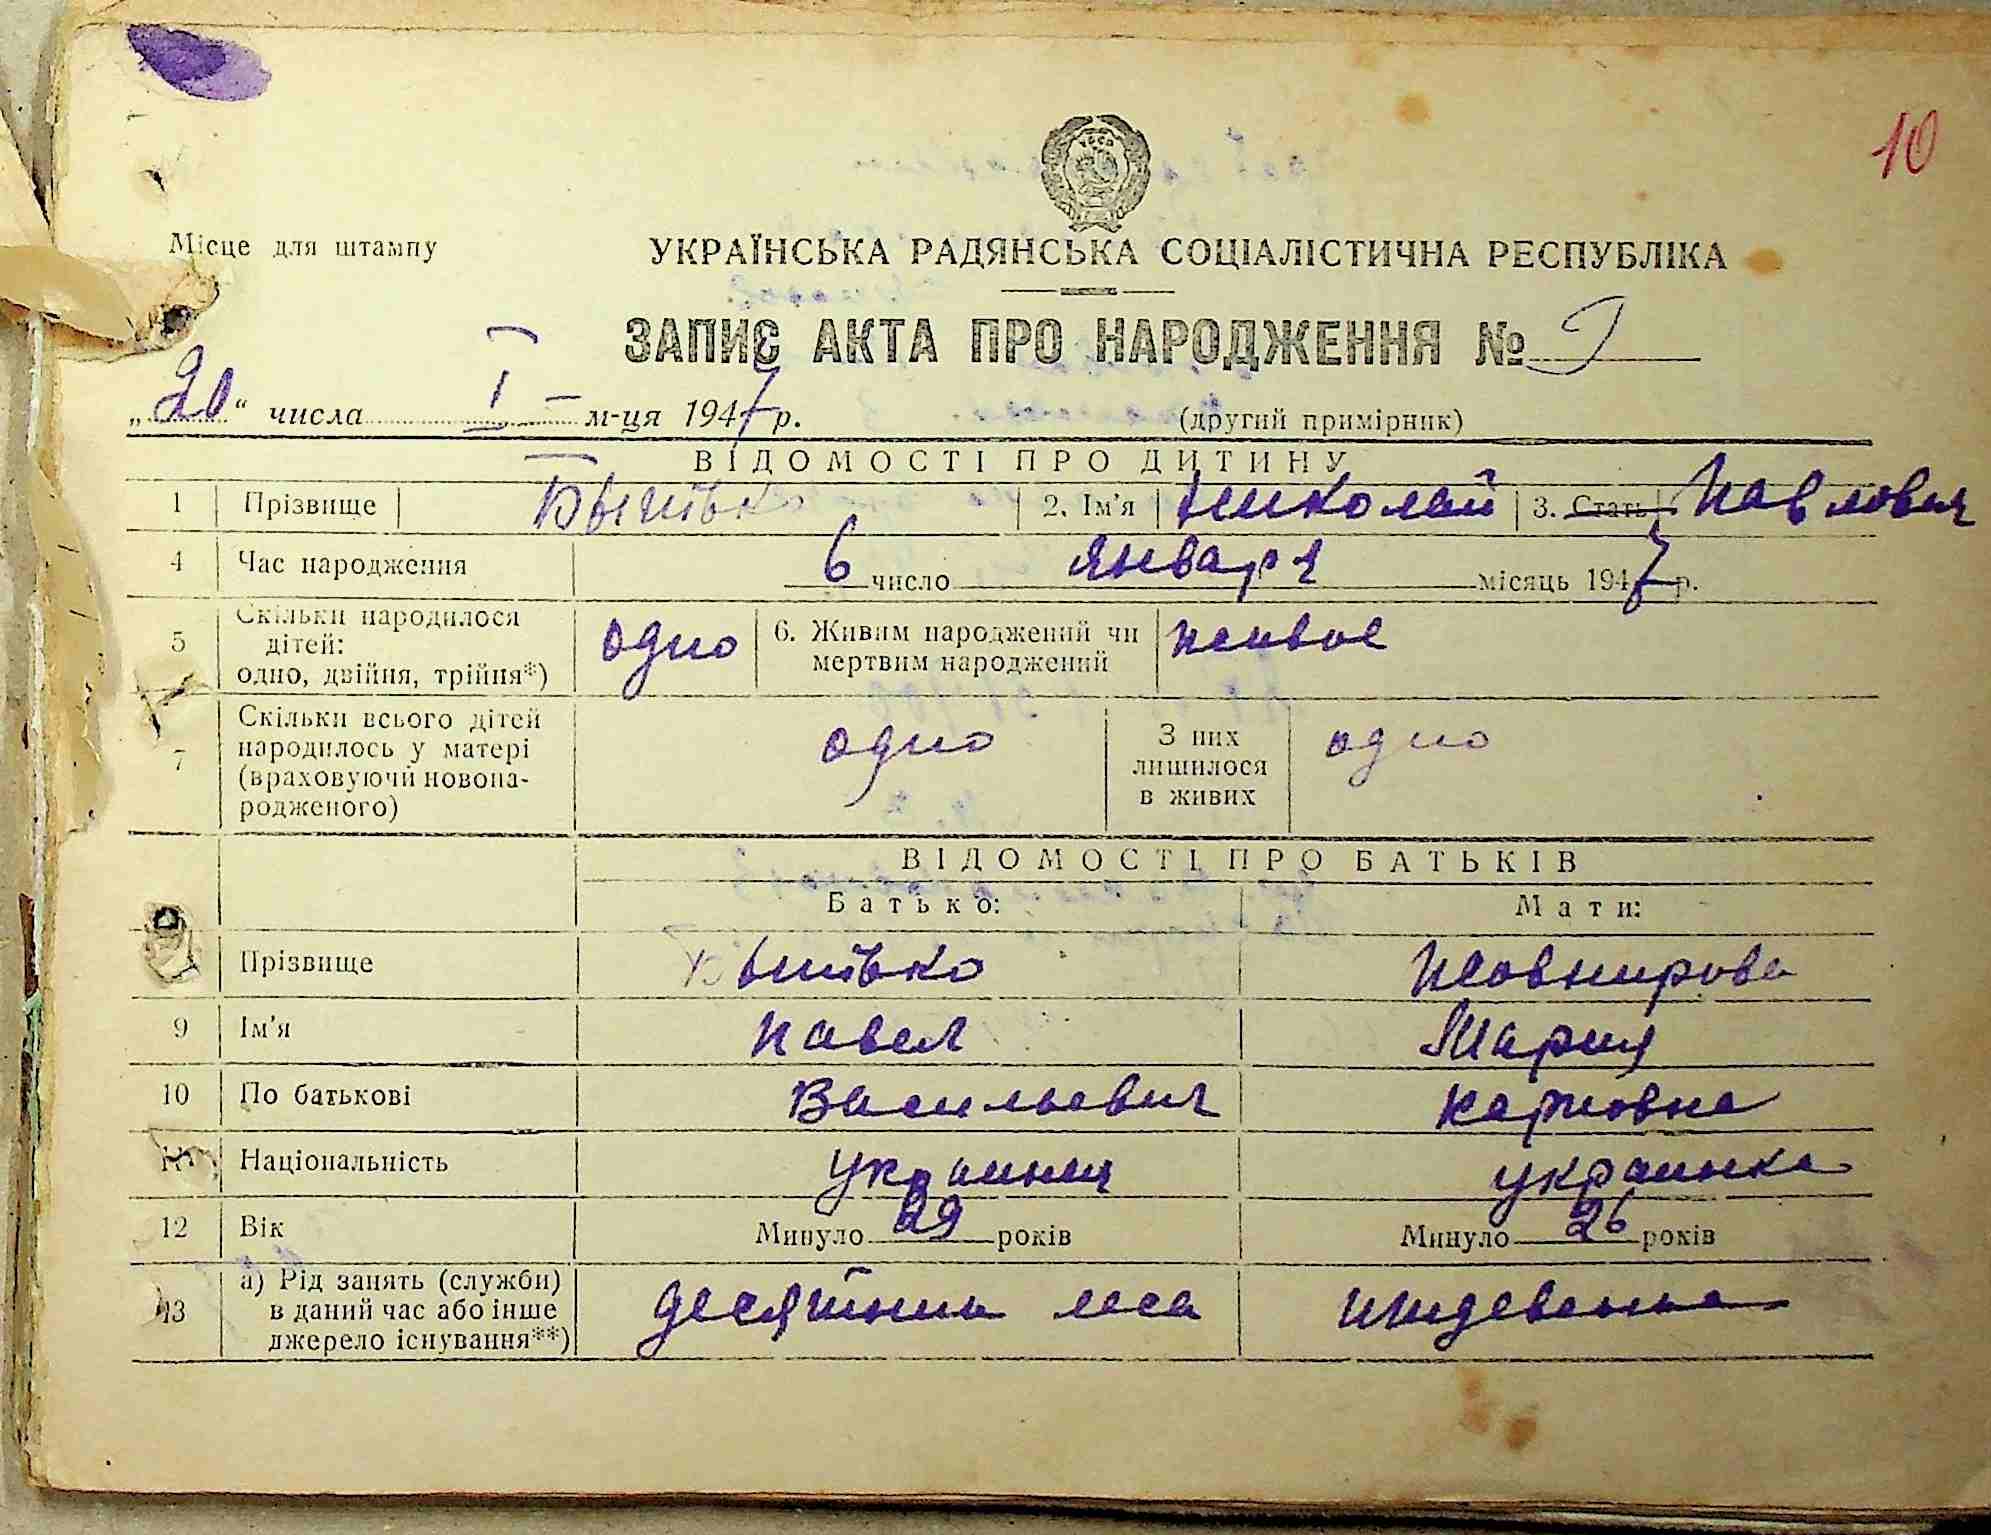 10
Місце для штампу
УКРАЇНСЬКА РАДЯНСЬКА СОЦІАЛІСТИЧНА РЕСПУБЛІКА
ЗАПИС АКТА ПРО НАРОДЖЕННЯ №
„20“ числа I м-ця 1947 р. (другий примірник)
ВІДОМОСТІ ПРО ДИТИНУ
1 Прізвище 2. Ім’я Николай 3. Стать Павлович
4 Час народження 6 число января місяць 1947 р.
5 Скільки народилося дітей: одно, двійня, трійня*) одно 6. Живим народжений чи мертвим народжений живое
7 Скільки всього дітей народилось у матері (враховуючи новонародженого) одно З них лишилося в живих одно
ВІДОМОСТІ ПРО БАТЬКІВ
Батько: Мати:
Прізвище Жовнирова
9 Ім’я Павел Мария
10 По батькові Васильевич Карповна
11 Національність украинец украинка
12 Вік Минуло 29 років Минуло 26 років
13 а) Рід занять (служби) в даний час або інше джерело існування**) десятник леса иждевенка